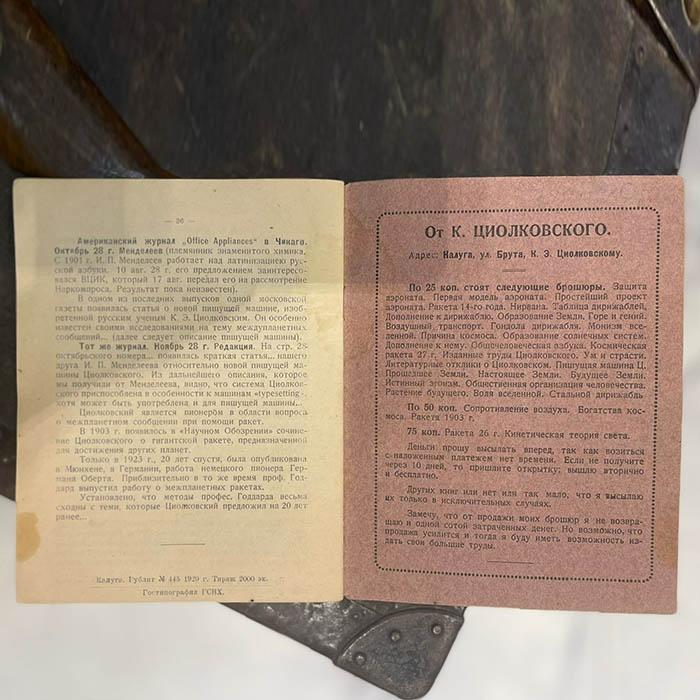 — 26 —
Американский журнал „Office Appliances" в Чикаго.
Октябрь 28 г. Менделеев (племянник знаменитого химика.
С 1901 г. И. П. Менделеев работает над латинизацию рус-
ской азбуки. 10 авг. 28 г. его предложением заинтересо-
вался ВЦИК, который 17 авг. передал его на рассмотрение
Наркомпроса. Результат пока неизвестен).
В одном из последних выпусков одной московской
газеты появилась статья о новой пишущей машине, изоб-
ретенной русским ученым К. Э. Циолковским. Он особенно
известен своими исследованиями на тему междупланетных
сообщений... (далее следует описание пишущей машины).
Тот же журнал. Ноябрь 28 г. Редакция. На стр. 28
октябрьского номера... появилась краткая статья... нашего
друга И. П. Менделеева относительно новой пишущей ма-
шины Циолковского. Из дальнейшего описания, которое
мы получили от Менделеева, видно, что система Циолков-
ского приспособлена в особенности к машинам «typesetting»
хотя может быть употреблена и для пишущей машины...
Циолковский является пионером в области вопроса
о межпланетном сообщении при помощи ракет.
В 1903 г. появилось в «Научном Обозрении» сочине-
ние Циолковского о гигантской ракете, предназначенной
для достижения других планет.
Только в 1923 г., 20 лет спустя, была опубликована
в Мюнхене, в Германии, работа немецкого пионера Гер-
мана Оберта. Приблизительно в то же время проф. Год-
дард выпустил работу о межпланетных ракетах.
Установлено, что методы профес. Годдарда весьма
сходны с теми, которые Циолковский предложил на 20 лет
ранее...
Калуга. Гублит № 445 1929 г. Тираж 2000 эк.
Гостипография ГСНХ.
От К. ЦИОЛКОВСКОГО.
Адрес: Калуга, ул. Брута, К. Э. Циолковскому.
По 25 коп. стоят следующие брошюры. Защита
аэроната. Первая модель аэроната. Простейший проект
аэроната. Ракета 14-го года. Нирвана. Таблица дирижаблей.
Дополнение к дирижаблю. Образование Земли. Горе и гений.
Воздушный транспорт. Гондола дирижабля. Монизм все-
ленной. Причина космоса. Образование солнечных систем.
Дополнение к нему. Общечеловеческая азбука. Космическая
ракета 27 г. Изданные труды Циолковского. Ум и страсти.
Литературные отклики о Циолковском. Пишущая машина Ц.
Прошедшее Земли. Настоящее Земли. Будущее Земли.
Истинный эгоизм. Общественная организация человечества.
Растение будущего. Воля вселенной. Стальной дирижабль
По 50 коп. Сопротивление воздуха. Богатства кос-
моса. Ракета 1903 г.
75 коп. Ракета 26 г. Кинетическая теория света.
Деньги прошу высылать вперед, так как возиться
с наложенным платежем нет времени. Если не получите
через 10 дней, то пришлите открытку; вышлю вторично
и бесплатно.
Других книг или нет или так мало, что я высылаю
их только в исключительных случаях.
Замечу, что от продажи моих брошюр я не возвра-
щаю и одной сотой затраченных денег. Но возможно, что
продажа усилится и тогда я буду иметь возможность из-
дать свои большие труды.